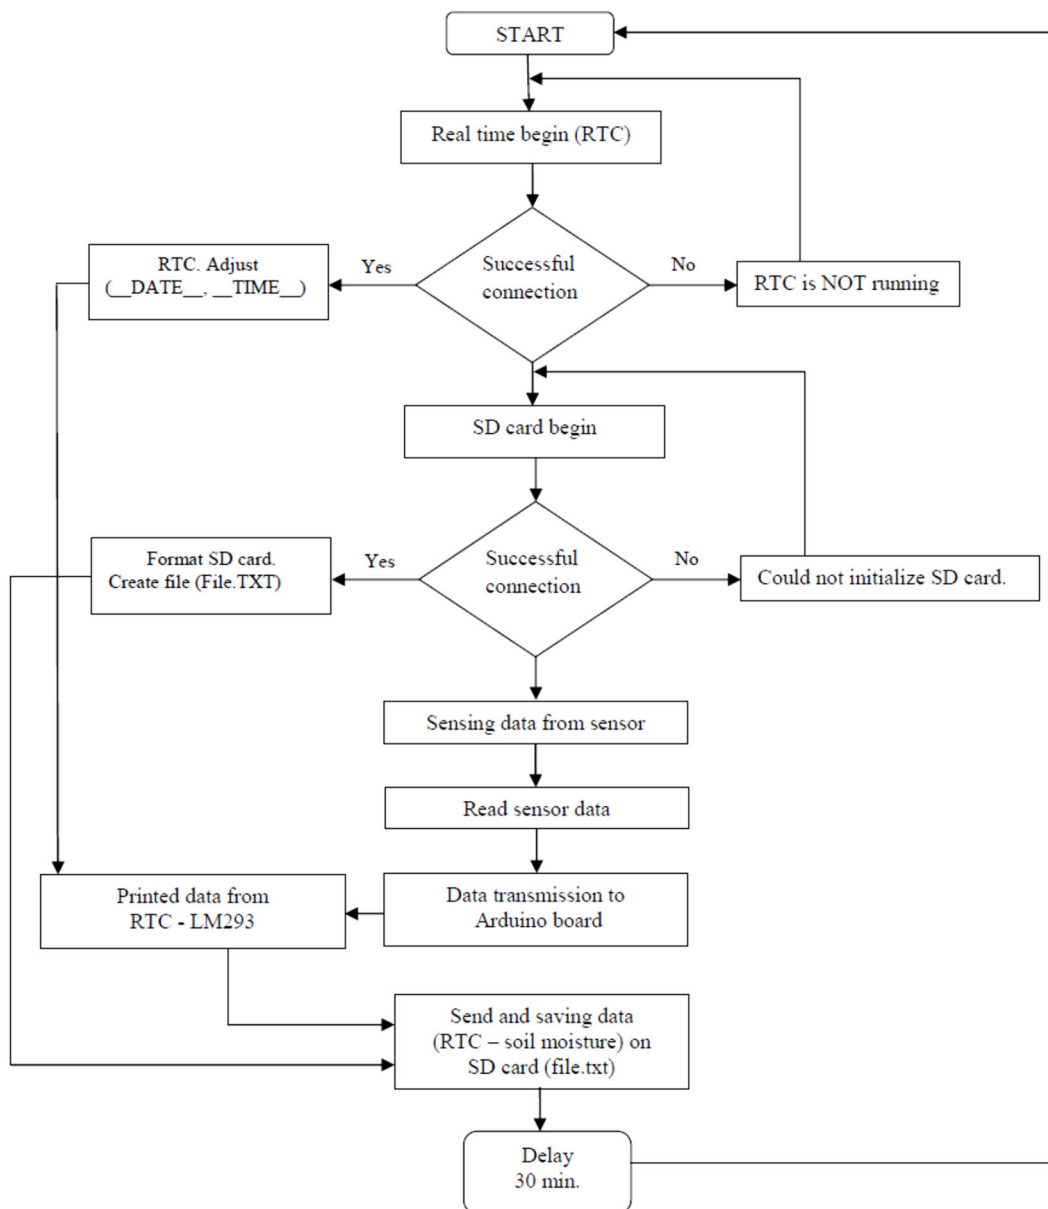 START
Real time begin (RTC)
RTC. Adjust
(__DATE__, __TIME__)
Yes
Successful
connection
No
RTC is NOT running
SD card begin
Format SD card.
Create file (File.TXT)
Yes
Successful
connection
No
Could not initialize SD card.
Sensing data from sensor
Read sensor data
Printed data from
RTC - LM293
Data transmission to
Arduino board
Send and saving data
(RTC – soil moisture) on
SD card (file.txt)
Delay
30 min.